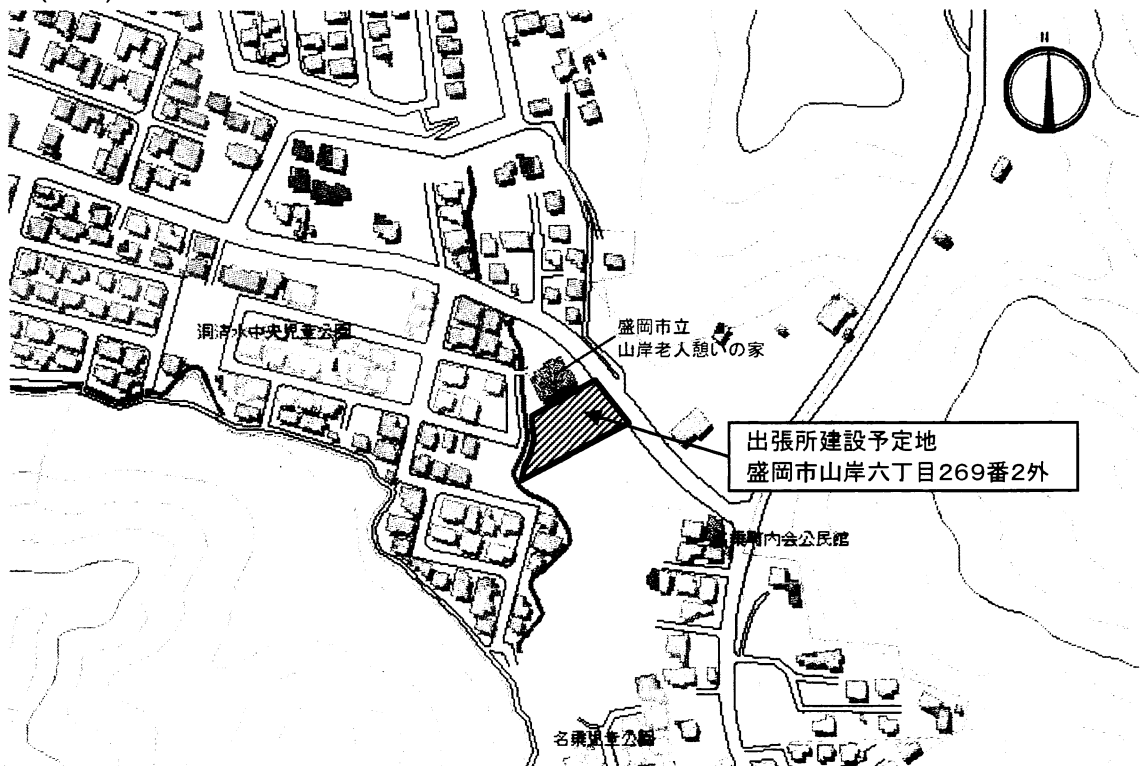 N
洞清水中央児童公園
盛岡市立
山岸老人憩いの家
出張所建設予定地
盛岡市山岸六丁目269番2外
町内会公民館
名乗児童公園